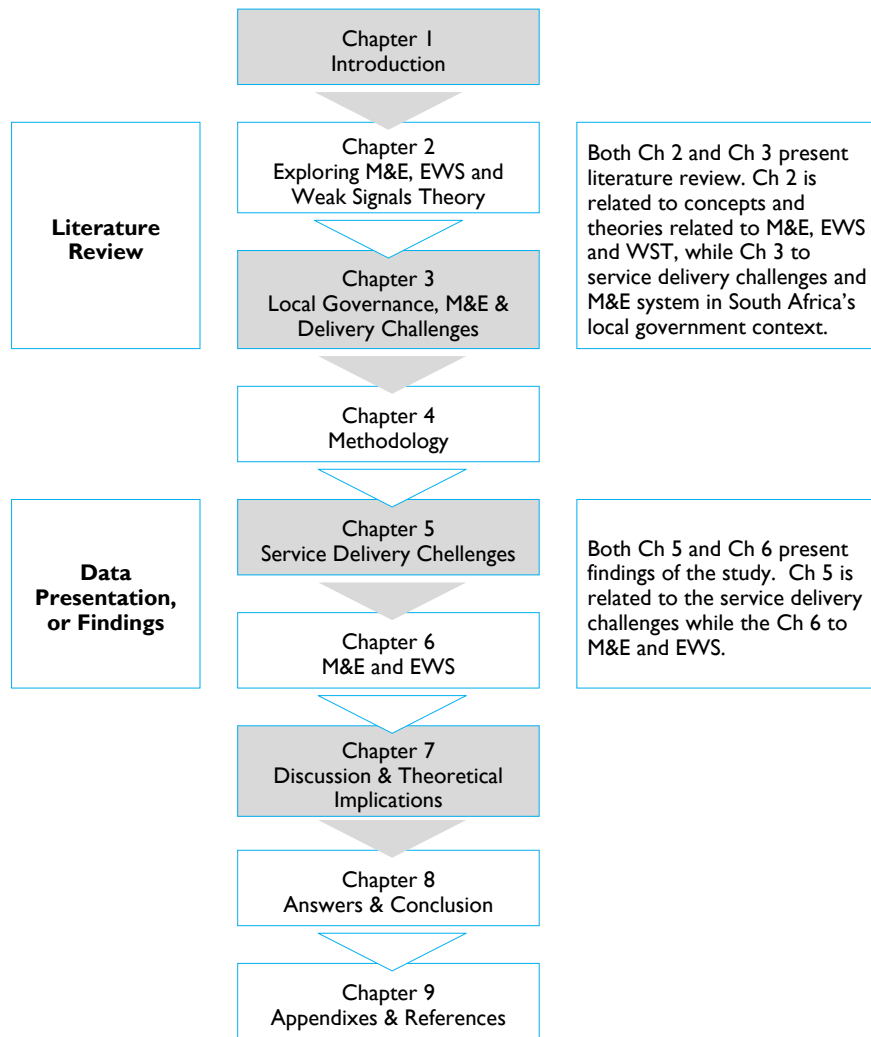 Chapter 1
Introduction
Chapter 2
Exploring M&E, EWS and
Weak Signals Theory
Literature
Review
Both Ch 2 and Ch 3 present
literature review. Ch 2 is
related to concepts and
theories related to M&E, EWS
and WST, while Ch 3 to
service delivery challenges and
M&E system in South Africa’s
local government context.
Chapter 3
Local Governance, M&E &
Delivery Challenges
Chapter 4
Methodology
Chapter 5
Service Delivery Chellenges
Data
Presentation,
or Findings
Both Ch 5 and Ch 6 present
findings of the study. Ch 5 is
related to the service delivery
challenges while the Ch 6 to
M&E and EWS.
Chapter 6
M&E and EWS
Chapter 7
Discussion & Theoretical
Implications
Chapter 8
Answers & Conclusion
Chapter 9
Appendixes & References